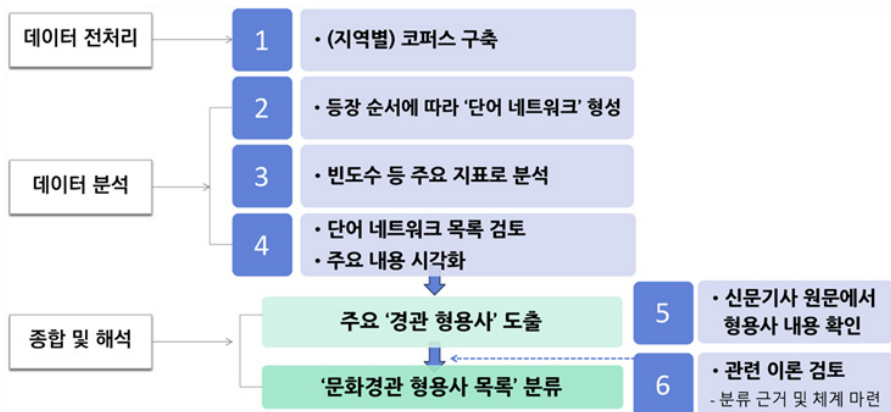 데이터 전처리
1
• (지역별) 코퍼스 구축
2
• 등장 순서에 따라 ‘단어 네트워크’ 형성
데이터 분석
3
• 빈도수 등 주요 지표로 분석
4
• 단어 네트워크 목록 검토
• 주요 내용 시각화
종합 및 해석
주요 ‘경관 형용사’ 도출
5
• 신문기사 원문에서
형용사 내용 확인
‘문화경관 형용사 목록’ 분류
6
• 관련 이론 검토
- 분류 근거 및 체계 마련